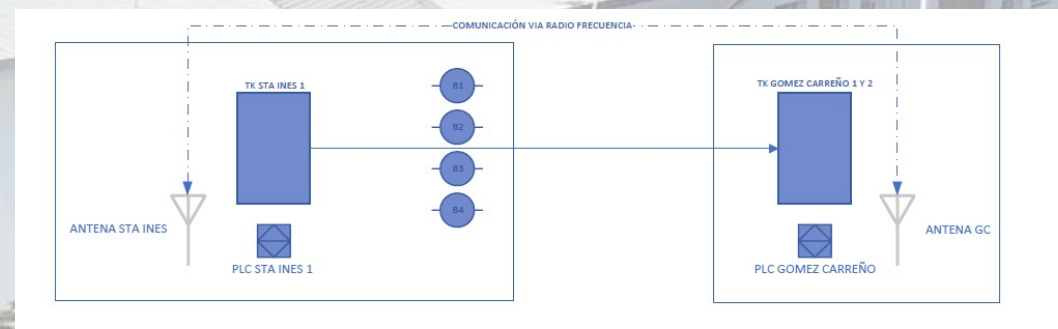 COMUNICACIÓN VIA RADIO FRECUENCIA
TK STA INES 1
B1
TK GOMEZ CARREÑO 1 Y 2
B2
B3
B4
ANTENA STA INES
ANTENA GC
PLC STA INES 1
PLC GOMEZ CARREÑO